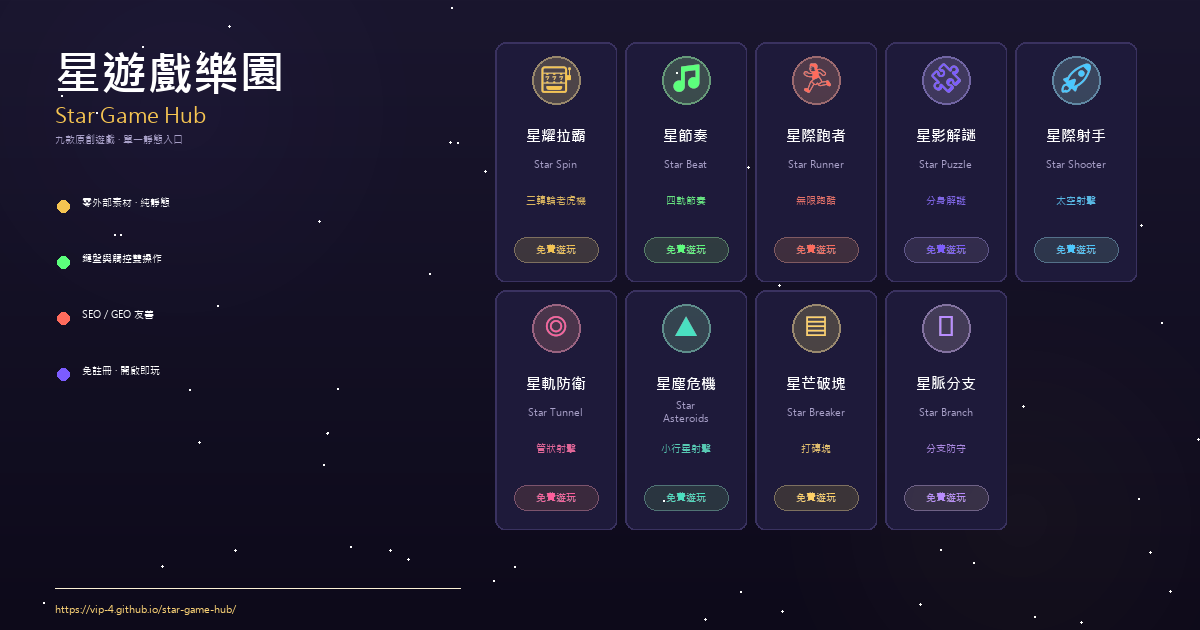 星遊戲樂園
Star Game Hub
九款原創遊戲 · 單一靜態入口
零外部素材 · 純靜態
鍵盤與觸控雙操作
SEO / GEO 友善
免註冊 · 開啟即玩
https://vip-4.github.io/star-game-hub/
星耀拉霸
Star Spin
三轉輪老虎機
免費遊玩
星節奏
Star Beat
四軌節奏
免費遊玩
星際跑者
Star Runner
無限跑酷
免費遊玩
星影解謎
Star Puzzle
分身解謎
免費遊玩
星際射手
Star Shooter
太空射擊
免費遊玩
星軌防衛
Star Tunnel
管狀射擊
免費遊玩
星塵危機
Star
Asteroids
小行星射擊
免費遊玩
星芒破塊
Star Breaker
打磚塊
免費遊玩
星脈分支
Star Branch
分支防守
免費遊玩